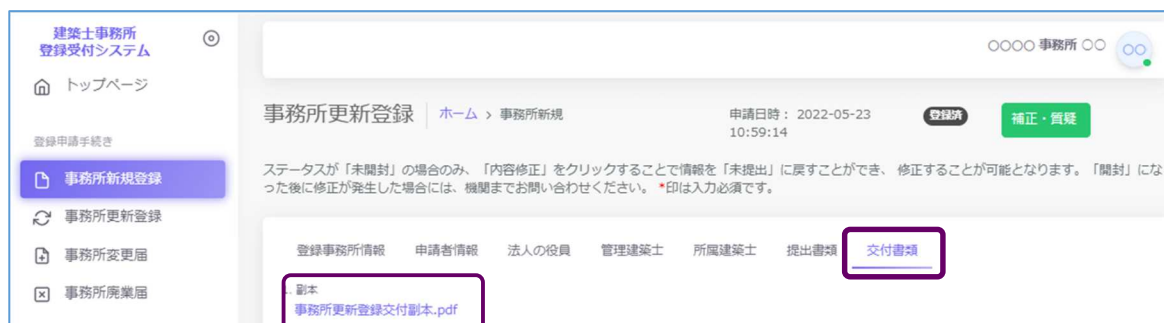 建築士事務所
登録受付システム
トップページ
登録申請手続き
事務所新規登録
事務所更新登録
事務所変更届
事務所廃業届
〇〇〇〇 事務所 〇〇
〇〇
事務所更新登録
ホーム > 事務所新規
申請日時： 2022-05-23
10:59:14
登録済
補正・質疑
ステータスが「未開封」の場合のみ、「内容修正」をクリックすることで情報を「未提出」に戻すことができ、 修正することが可能となります。「開封」にな
った後に修正が発生した場合には、機関までお問い合わせください。 *印は入力必須です。
登録事務所情報 申請者情報 法人の役員 管理建築士 所属建築士 提出書類 交付書類
. 副本
事務所更新登録交付副本.pdf